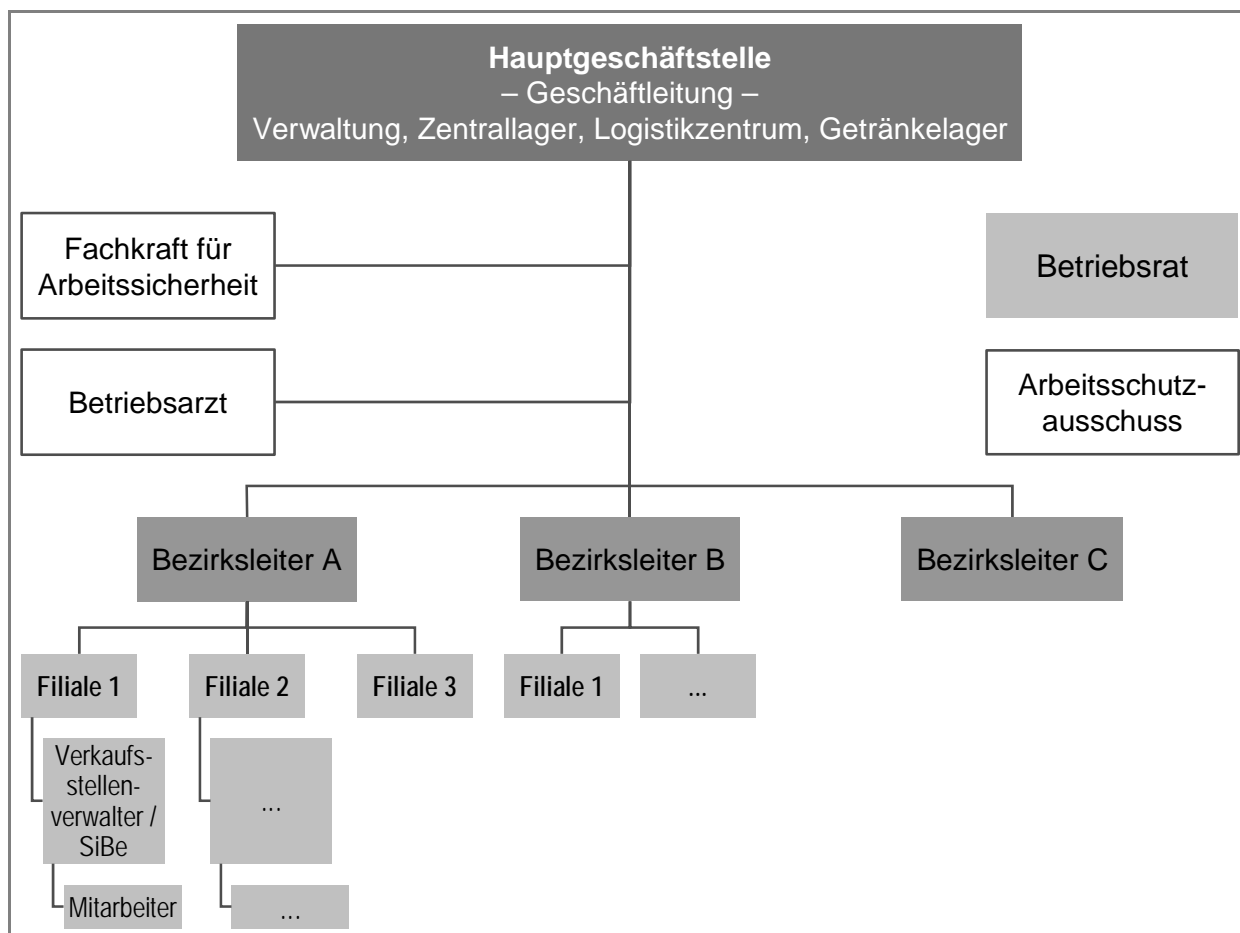 Hauptgeschäftstelle
– Geschäftleitung –
Verwaltung, Zentrallager, Logistikzentrum, Getränkelager
Fachkraft für
Arbeitssicherheit
Betriebsrat
Betriebsarzt
Arbeitsschutz-
ausschuss
Bezirksleiter A
Bezirksleiter B
Bezirksleiter C
Filiale 1
Filiale 2
Filiale 3
Filiale 1
...
Verkaufs-
stellen-
verwalter /
SiBe
...
Mitarbeiter
...